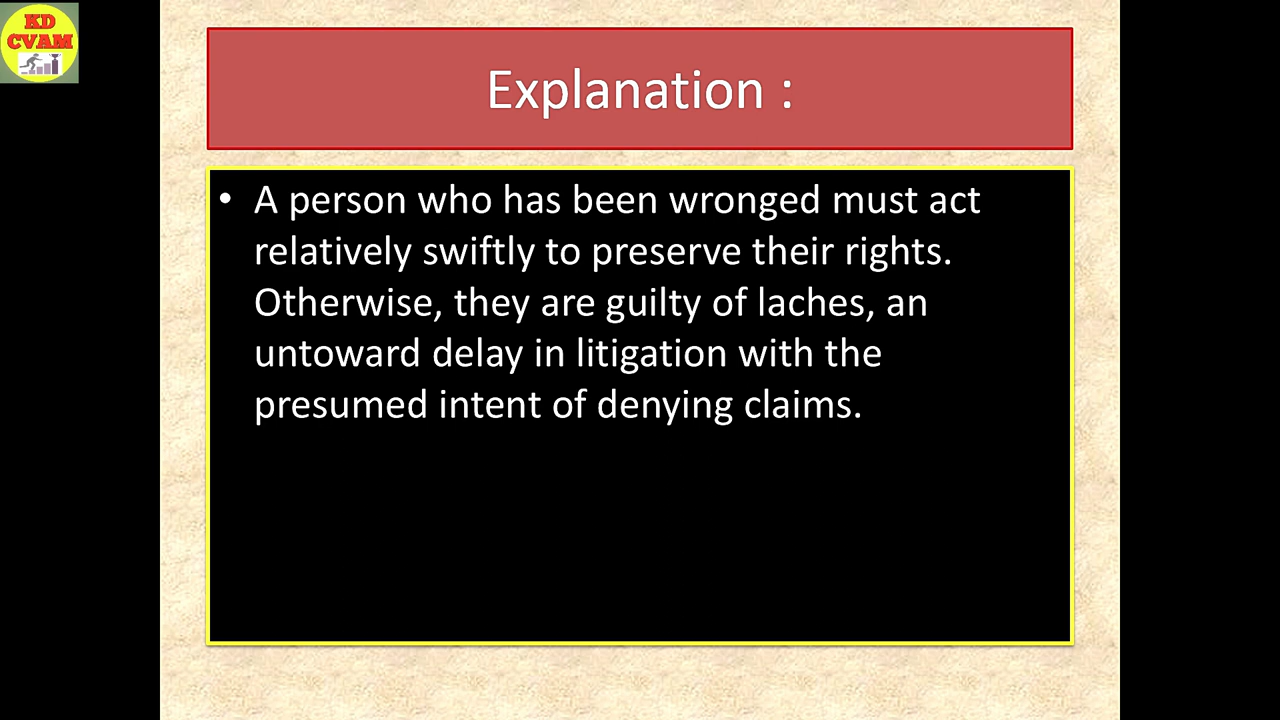 KD
CVAM
Explanation :
• A person who has been wronged must act
relatively swiftly to preserve their rights.
Otherwise, they are guilty of laches, an
untoward delay in litigation with the
presumed intent of denying claims.